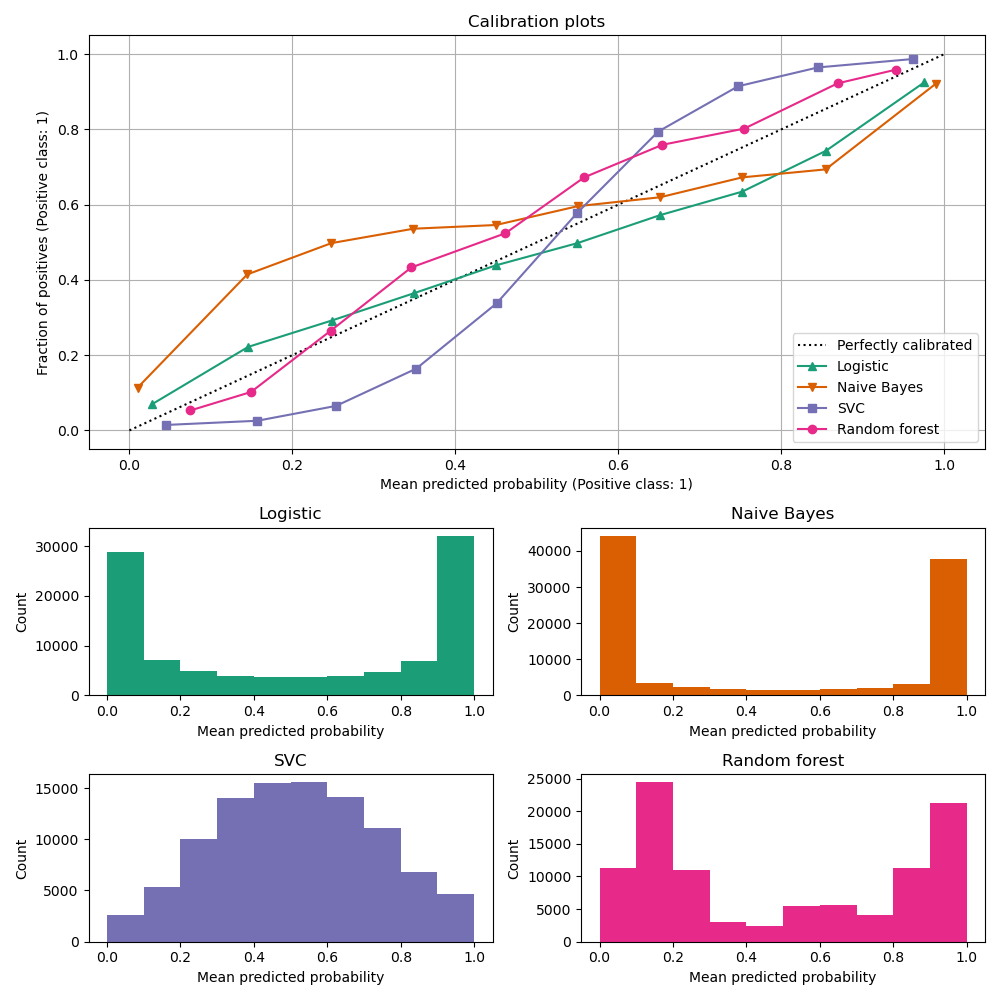 Calibration plots
1.0
0.8
0.6
0.4
0.2
0.0
Fraction of positives (Positive class: 1)
0.0 0.2 0.4 0.6 0.8 1.0
Mean predicted probability (Positive class: 1)
Perfectly calibrated
Logistic
Naive Bayes
SVC
Random forest
Logistic
30000
20000
10000
0
Count
0.0 0.2 0.4 0.6 0.8 1.0
Mean predicted probability
Naive Bayes
40000
30000
20000
10000
0
Count
0.0 0.2 0.4 0.6 0.8 1.0
Mean predicted probability
SVC
15000
10000
5000
0
Count
0.0 0.2 0.4 0.6 0.8 1.0
Mean predicted probability
Random forest
25000
20000
15000
10000
5000
0
Count
0.0 0.2 0.4 0.6 0.8 1.0
Mean predicted probability